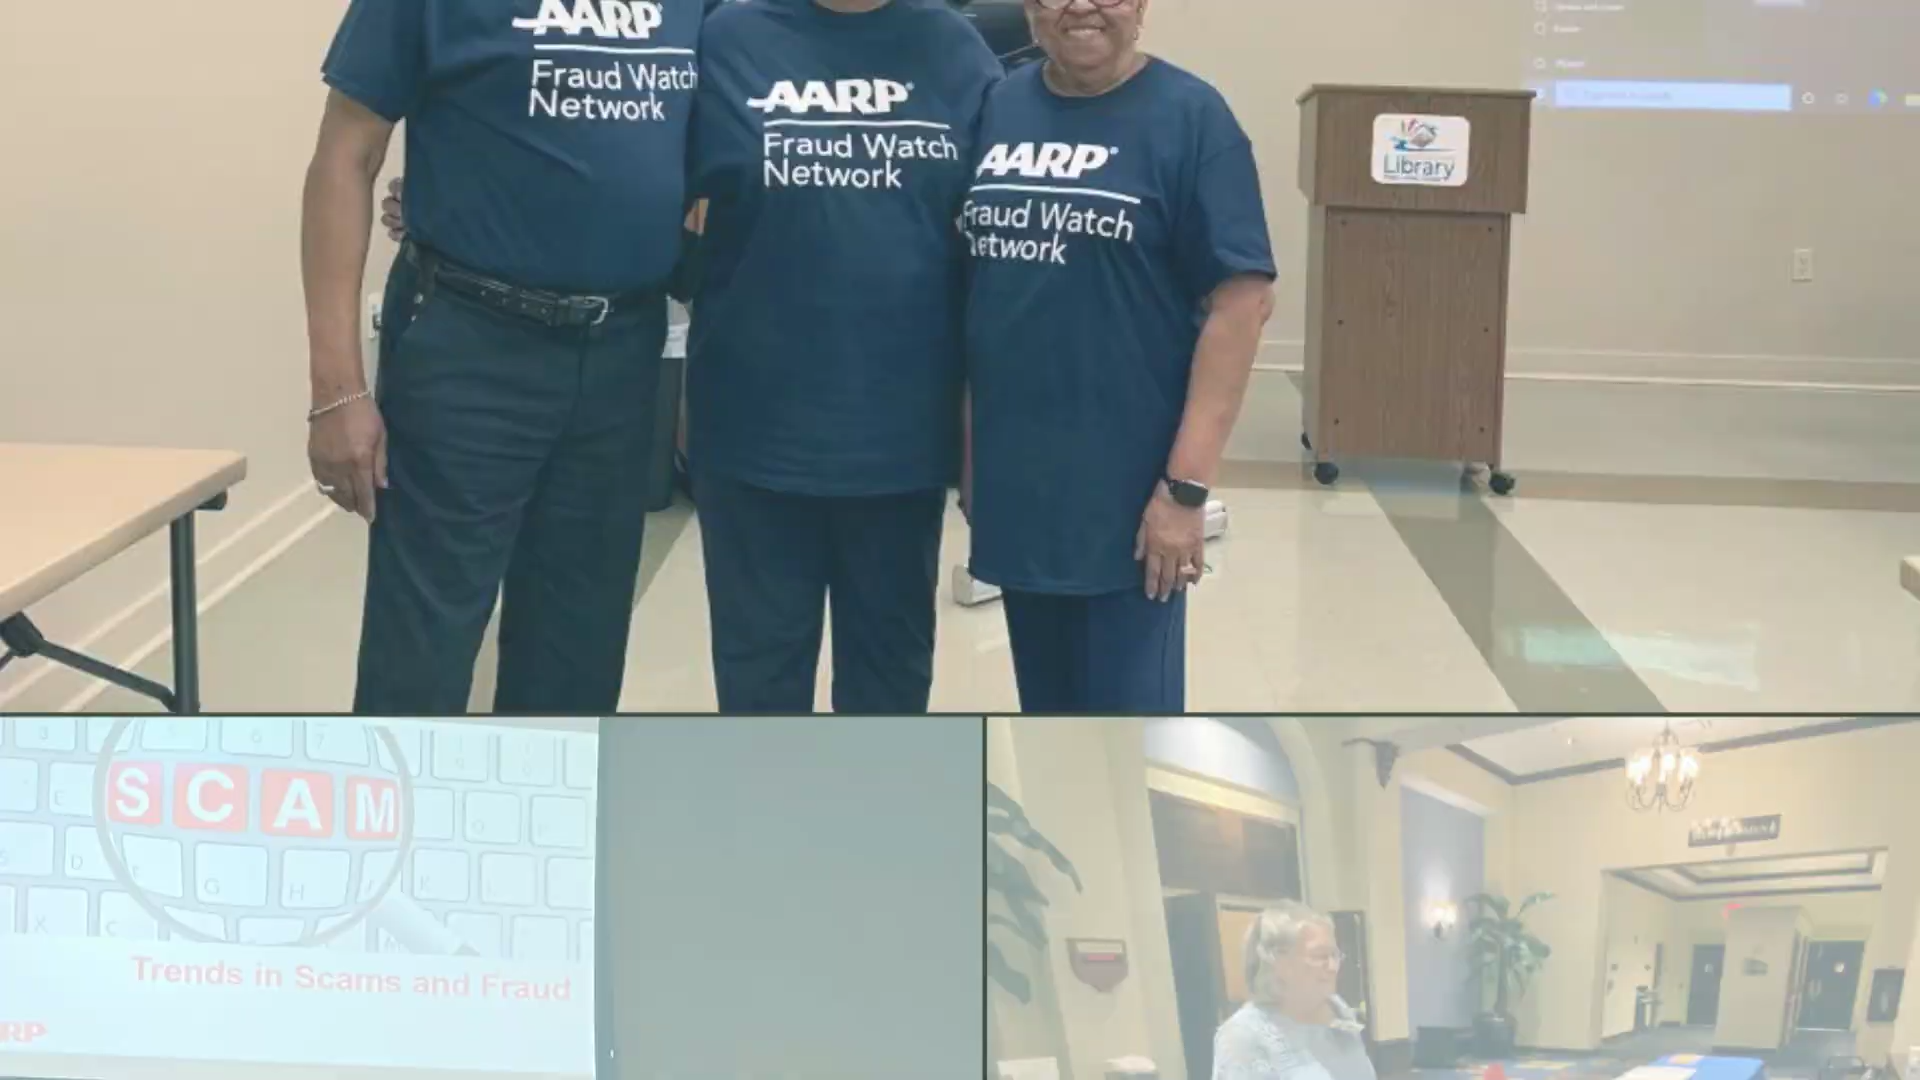 AARP®
Fraud Watch
Network
AARP®
Fraud Watch
Network
AARP®
Fraud Watch
Network
Library
SCAM
Trends in Scams and Fraud
RP